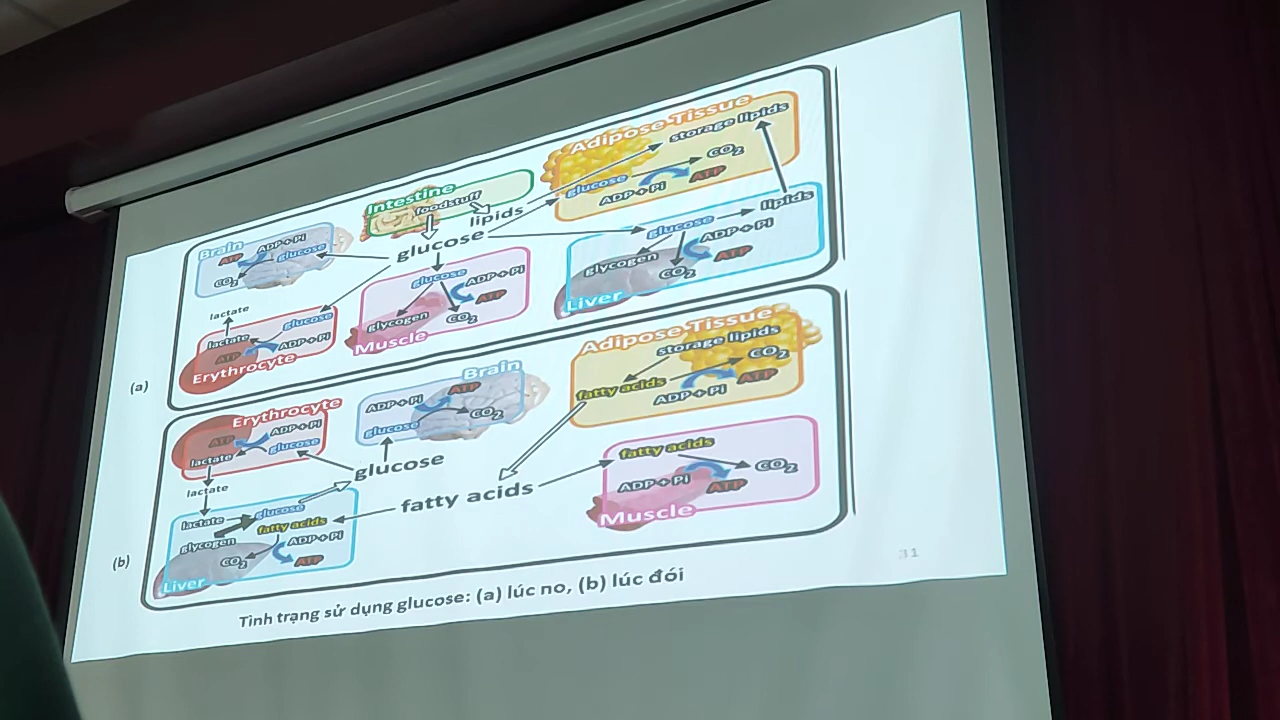 Adipose Tissue
storage lipids
CO₂
glucose
ADP+Pi
ATP
Intestine
foodstuff
lipids
glucose
Brain
ADP+Pi
ATP
glucose
CO₂
glucose
lipids
ADP+Pi
glycogen
CO₂
ATP
Liver
glucose
ADP+Pi
ATP
glycogen
CO₂
Muscle
lactate
glucose
lactate
ADP+Pi
ATP
Erythrocyte
(a)
Adipose Tissue
storage lipids
CO₂
fatty acids
ATP
ADP+Pi
Brain
ATP
ADP+Pi
CO₂
glucose
Erythrocyte
ADP+Pi
ATP
glucose
lactate
glucose
lactate
fatty acids
fatty acids
CO₂
ADP+Pi
ATP
Muscle
lactate
glucose
fatty acids
glycogen
ADP+Pi
CO₂
ATP
Liver
(b)
31
Tình trạng sử dụng glucose: (a) lúc no, (b) lúc đói